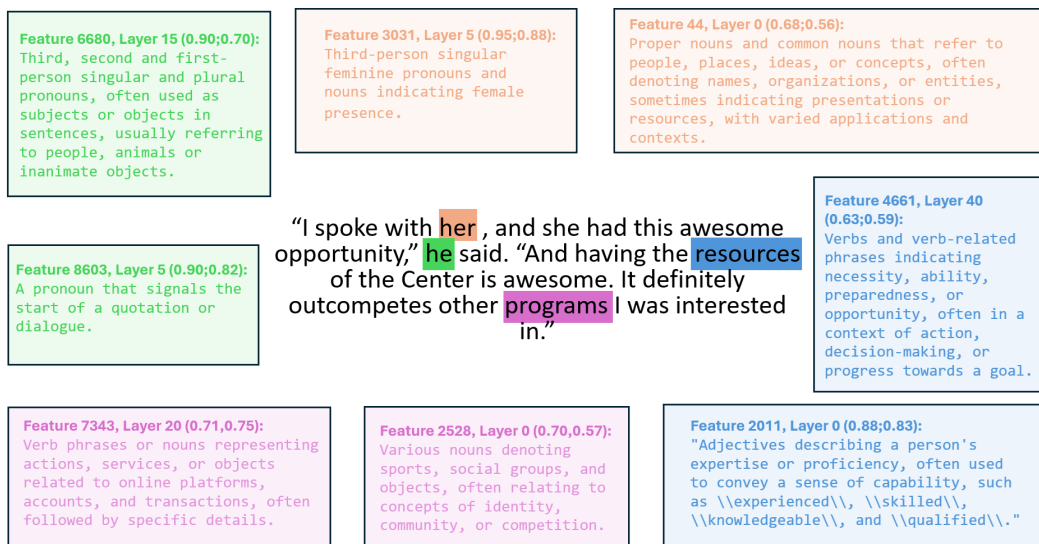 Feature 6680, Layer 15 (0.90;0.70):
Third, second and first-
person singular and plural
pronouns, often used as
subjects or objects in
sentences, usually referring
to people, animals or
inanimate objects.
Feature 3031, Layer 5 (0.95;0.88):
Third-person singular
feminine pronouns and
nouns indicating female
presence.
Feature 44, Layer 0 (0.68;0.56):
Proper nouns and common nouns that refer to
people, places, ideas, or concepts, often
denoting names, organizations, or entities,
sometimes indicating presentations or
resources, with varied applications and
contexts.
“I spoke with her , and she had this awesome
opportunity,” he said. “And having the resources
of the Center is awesome. It definitely
outcompetes other programs I was interested
in.”
Feature 4661, Layer 40
(0.63;0.59):
Verbs and verb-related
phrases indicating
necessity, ability,
preparedness, or
opportunity, often in a
context of action,
decision-making, or
progress towards a goal.
Feature 8603, Layer 5 (0.90;0.82):
A pronoun that signals the
start of a quotation or
dialogue.
Feature 7343, Layer 20 (0.71,0.75):
Verb phrases or nouns representing
actions, services, or objects
related to online platforms,
accounts, and transactions, often
followed by specific details.
Feature 2528, Layer 0 (0.70,0.57):
Various nouns denoting
sports, social groups, and
objects, often relating to
concepts of identity,
community, or competition.
Feature 2011, Layer 0 (0.88;0.83):
"Adjectives describing a person's
expertise or proficiency, often used
to convey a sense of capability, such
as \\experienced\\, \\skilled\\,
\\knowledgeable\\, and \\qualified\\."